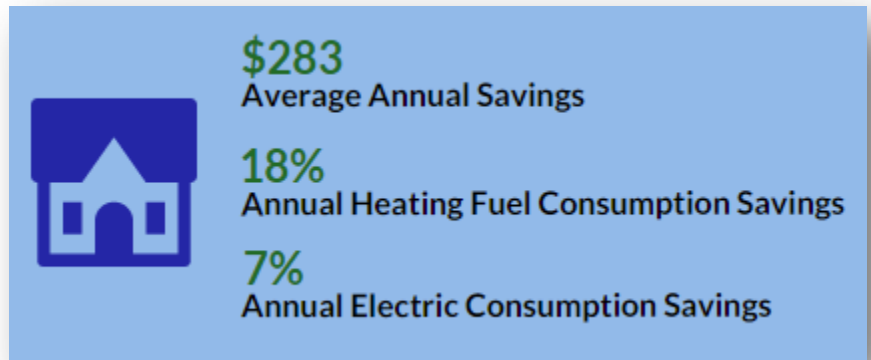 $283
Average Annual Savings
18%
Annual Heating Fuel Consumption Savings
7%
Annual Electric Consumption Savings